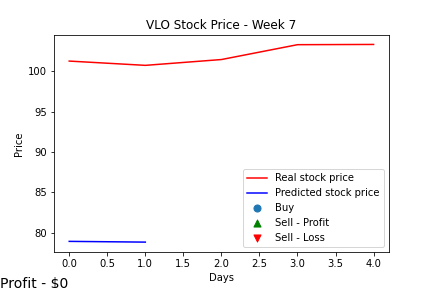 VLO Stock Price - Week 7
Price
100
95
90
85
80
Real stock price
Predicted stock price
Buy
Sell - Profit
Sell - Loss
0.0 0.5 1.0 1.5 2.0 2.5 3.0 3.5 4.0
Days
Profit - $0